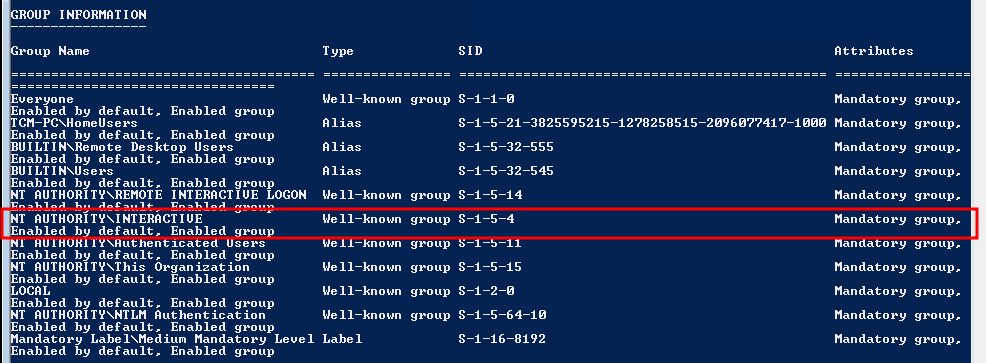 GROUP INFORMATION
-----------------
Group Name Type SID Attributes
====================================== ================ ============================================== =================
=================================
Everyone Well-known group S-1-1-0 Mandatory group,
Enabled by default, Enabled group
TCM-PC\HomeUsers Alias S-1-5-21-3825595215-1278258515-2096077417-1000 Mandatory group,
Enabled by default, Enabled group
BUILTIN\Remote Desktop Users Alias S-1-5-32-555 Mandatory group,
Enabled by default, Enabled group
BUILTIN\Users Alias S-1-5-32-545 Mandatory group,
Enabled by default, Enabled group
NT AUTHORITY\REMOTE INTERACTIVE LOGON Well-known group S-1-5-14 Mandatory group,
Enabled by default, Enabled group
NT AUTHORITY\INTERACTIVE Well-known group S-1-5-4 Mandatory group,
Enabled by default, Enabled group
NT AUTHORITY\Authenticated Users Well-known group S-1-5-11 Mandatory group,
Enabled by default, Enabled group
NT AUTHORITY\This Organization Well-known group S-1-5-15 Mandatory group,
Enabled by default, Enabled group
LOCAL Well-known group S-1-2-0 Mandatory group,
Enabled by default, Enabled group
NT AUTHORITY\NTLM Authentication Well-known group S-1-5-64-10 Mandatory group,
Enabled by default, Enabled group
Mandatory Label\Medium Mandatory Level Label S-1-16-8192 Mandatory group,
Enabled by default, Enabled group